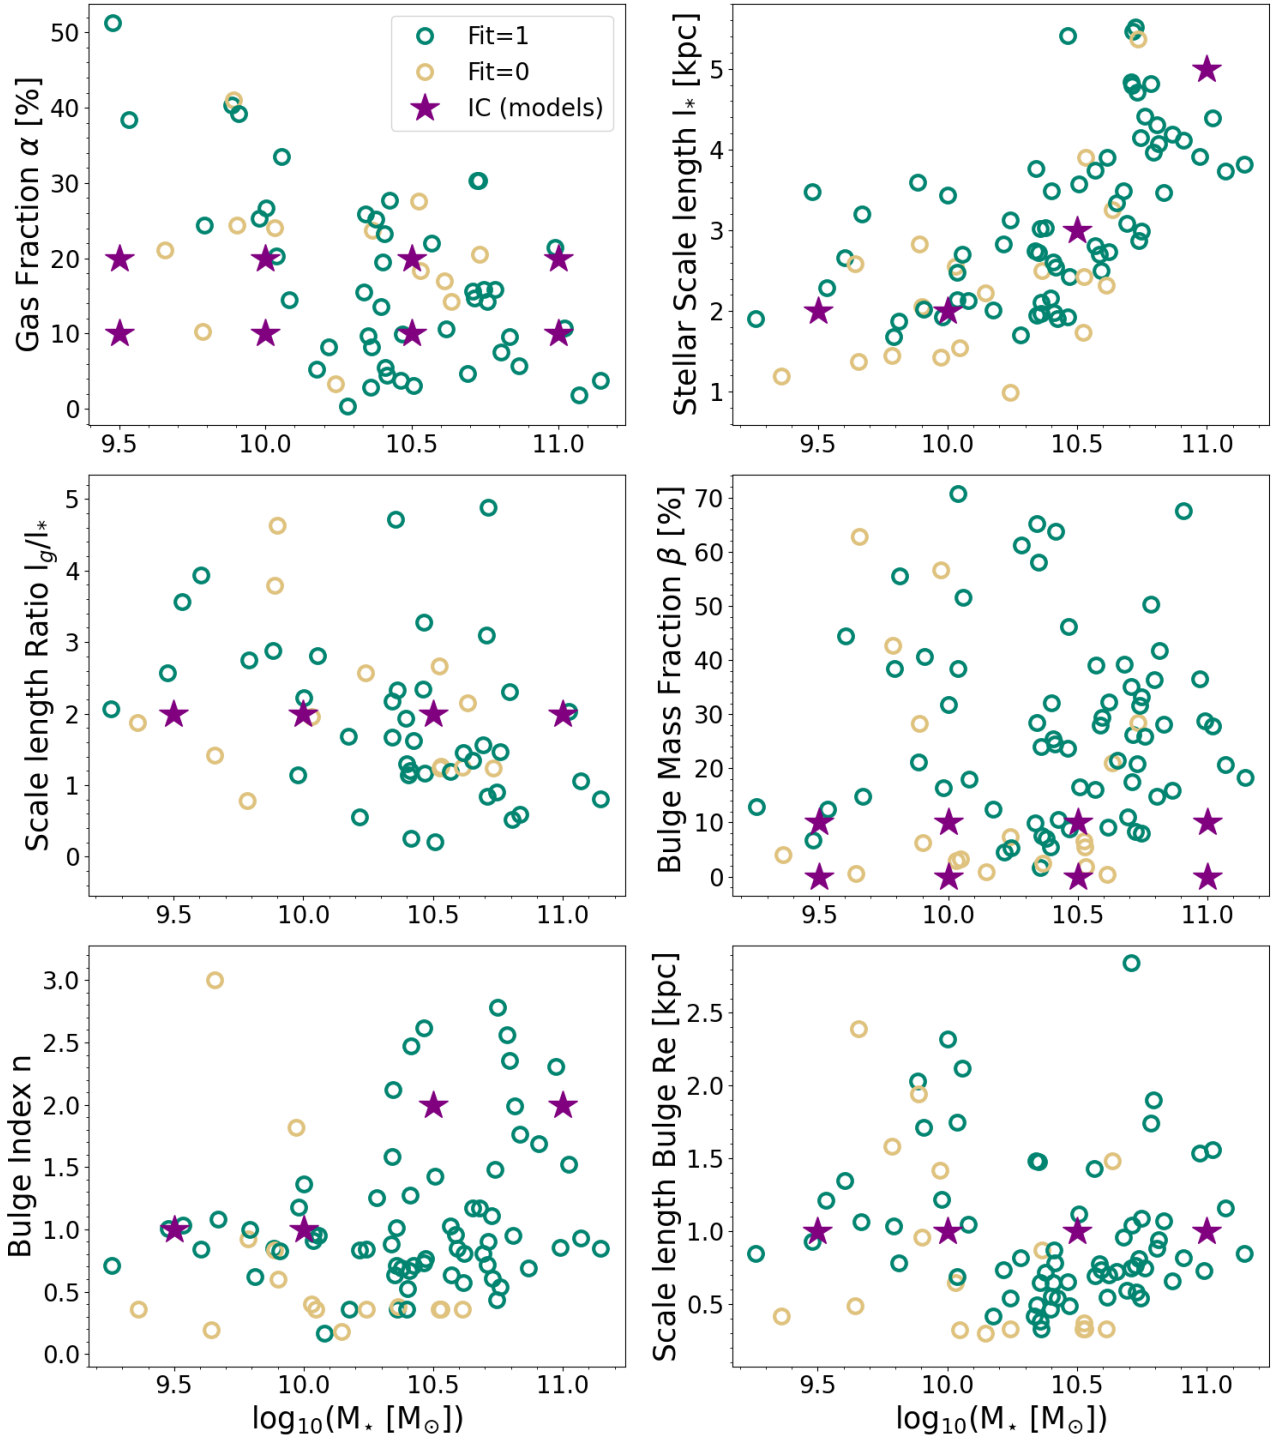 Gas Fraction α [%]
50
40
30
20
10
0
9.5 10.0 10.5 11.0
Fit=1
Fit=0
IC (models)
Stellar Scale length l* [kpc]
5
4
3
2
1
9.5 10.0 10.5 11.0
Scale length Ratio lg/l*
5
4
3
2
1
0
9.5 10.0 10.5 11.0
Bulge Mass Fraction β [%]
70
60
50
40
30
20
10
0
9.5 10.0 10.5 11.0
Bulge Index n
3.0
2.5
2.0
1.5
1.0
0.5
0.0
9.5 10.0 10.5 11.0
log10(M⋆ [M⊙])
Scale length Bulge Re [kpc]
2.5
2.0
1.5
1.0
0.5
9.5 10.0 10.5 11.0
log10(M⋆ [M⊙])